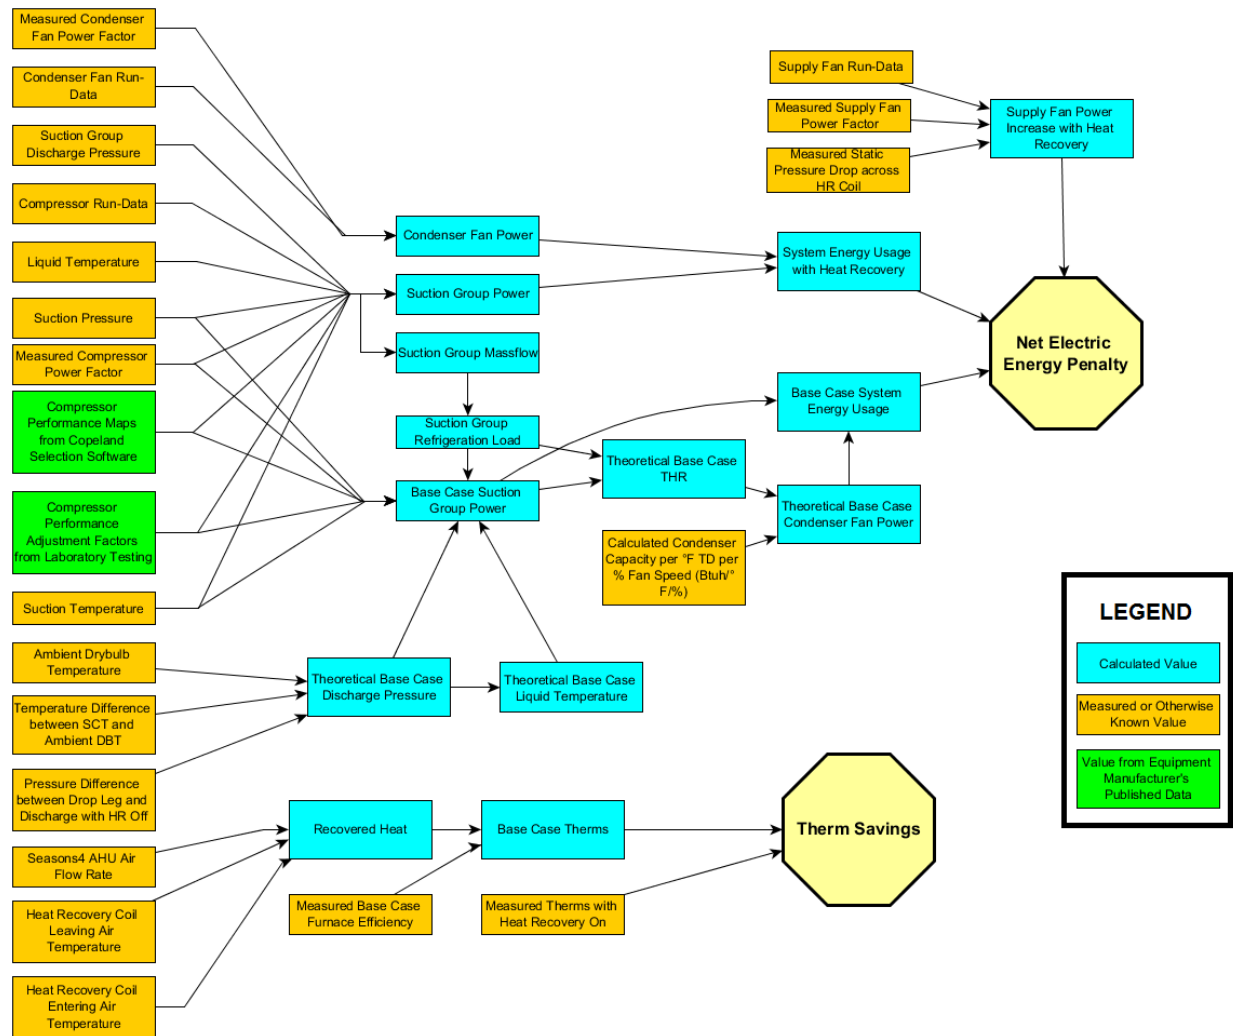 Measured Condenser
Fan Power Factor
Condenser Fan Run-
Data
Suction Group
Discharge Pressure
Compressor Run-Data
Liquid Temperature
Suction Pressure
Measured Compressor
Power Factor
Compressor
Performance Maps
from Copeland
Selection Software
Compressor
Performance
Adjustment Factors
from Laboratory Testing
Suction Temperature
Ambient Drybulb
Temperature
Temperature Difference
between SCT and
Ambient DBT
Pressure Difference
between Drop Leg and
Discharge with HR Off
Seasons4 AHU Air
Flow Rate
Heat Recovery Coil
Leaving Air
Temperature
Heat Recovery Coil
Entering Air
Temperature
Condenser Fan Power
Suction Group Power
Suction Group Massflow
Suction Group
Refrigeration Load
Base Case Suction
Group Power
Theoretical Base Case
Discharge Pressure
Theoretical Base Case
Liquid Temperature
Recovered Heat
Base Case Therms
Measured Base Case
Furnace Efficiency
Measured Therms with
Heat Recovery On
Theoretical Base Case
THR
Calculated Condenser
Capacity per °F TD per
% Fan Speed (Btuh/°
F/%)
Supply Fan Run-Data
Measured Supply Fan
Power Factor
Measured Static
Pressure Drop across
HR Coil
Supply Fan Power
Increase with Heat
Recovery
System Energy Usage
with Heat Recovery
Base Case System
Energy Usage
Theoretical Base Case
Condenser Fan Power
Net Electric
Energy Penalty
Therm Savings
LEGEND
Calculated Value
Measured or Otherwise
Known Value
Value from Equipment
Manufacturer's
Published Data